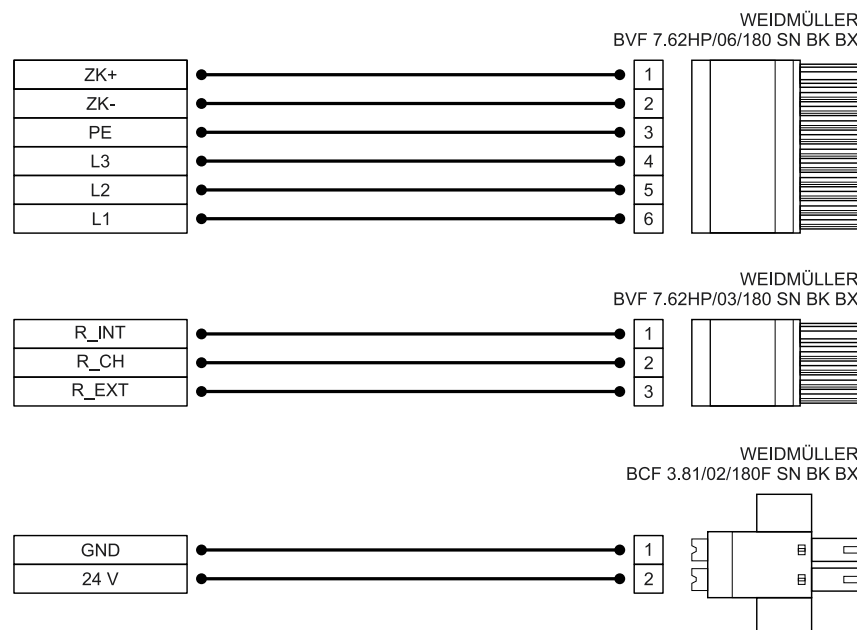 WEIDMÜLLER
BVF 7.62HP/06/180 SN BK BX
ZK+ 1
ZK- 2
PE 3
L3 4
L2 5
L1 6
WEIDMÜLLER
BVF 7.62HP/03/180 SN BK BX
R_INT 1
R_CH 2
R_EXT 3
WEIDMÜLLER
BCF 3.81/02/180F SN BK BX
GND 1
24 V 2